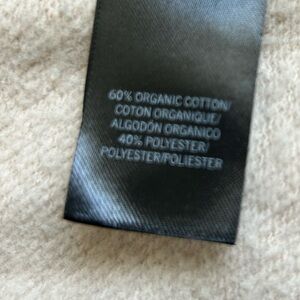 60% ORGANIC COTTON/
COTON ORGANIQUE/
ALGODÓN ORGANICO
40% POLYESTER/
POLYESTER/POLIESTER